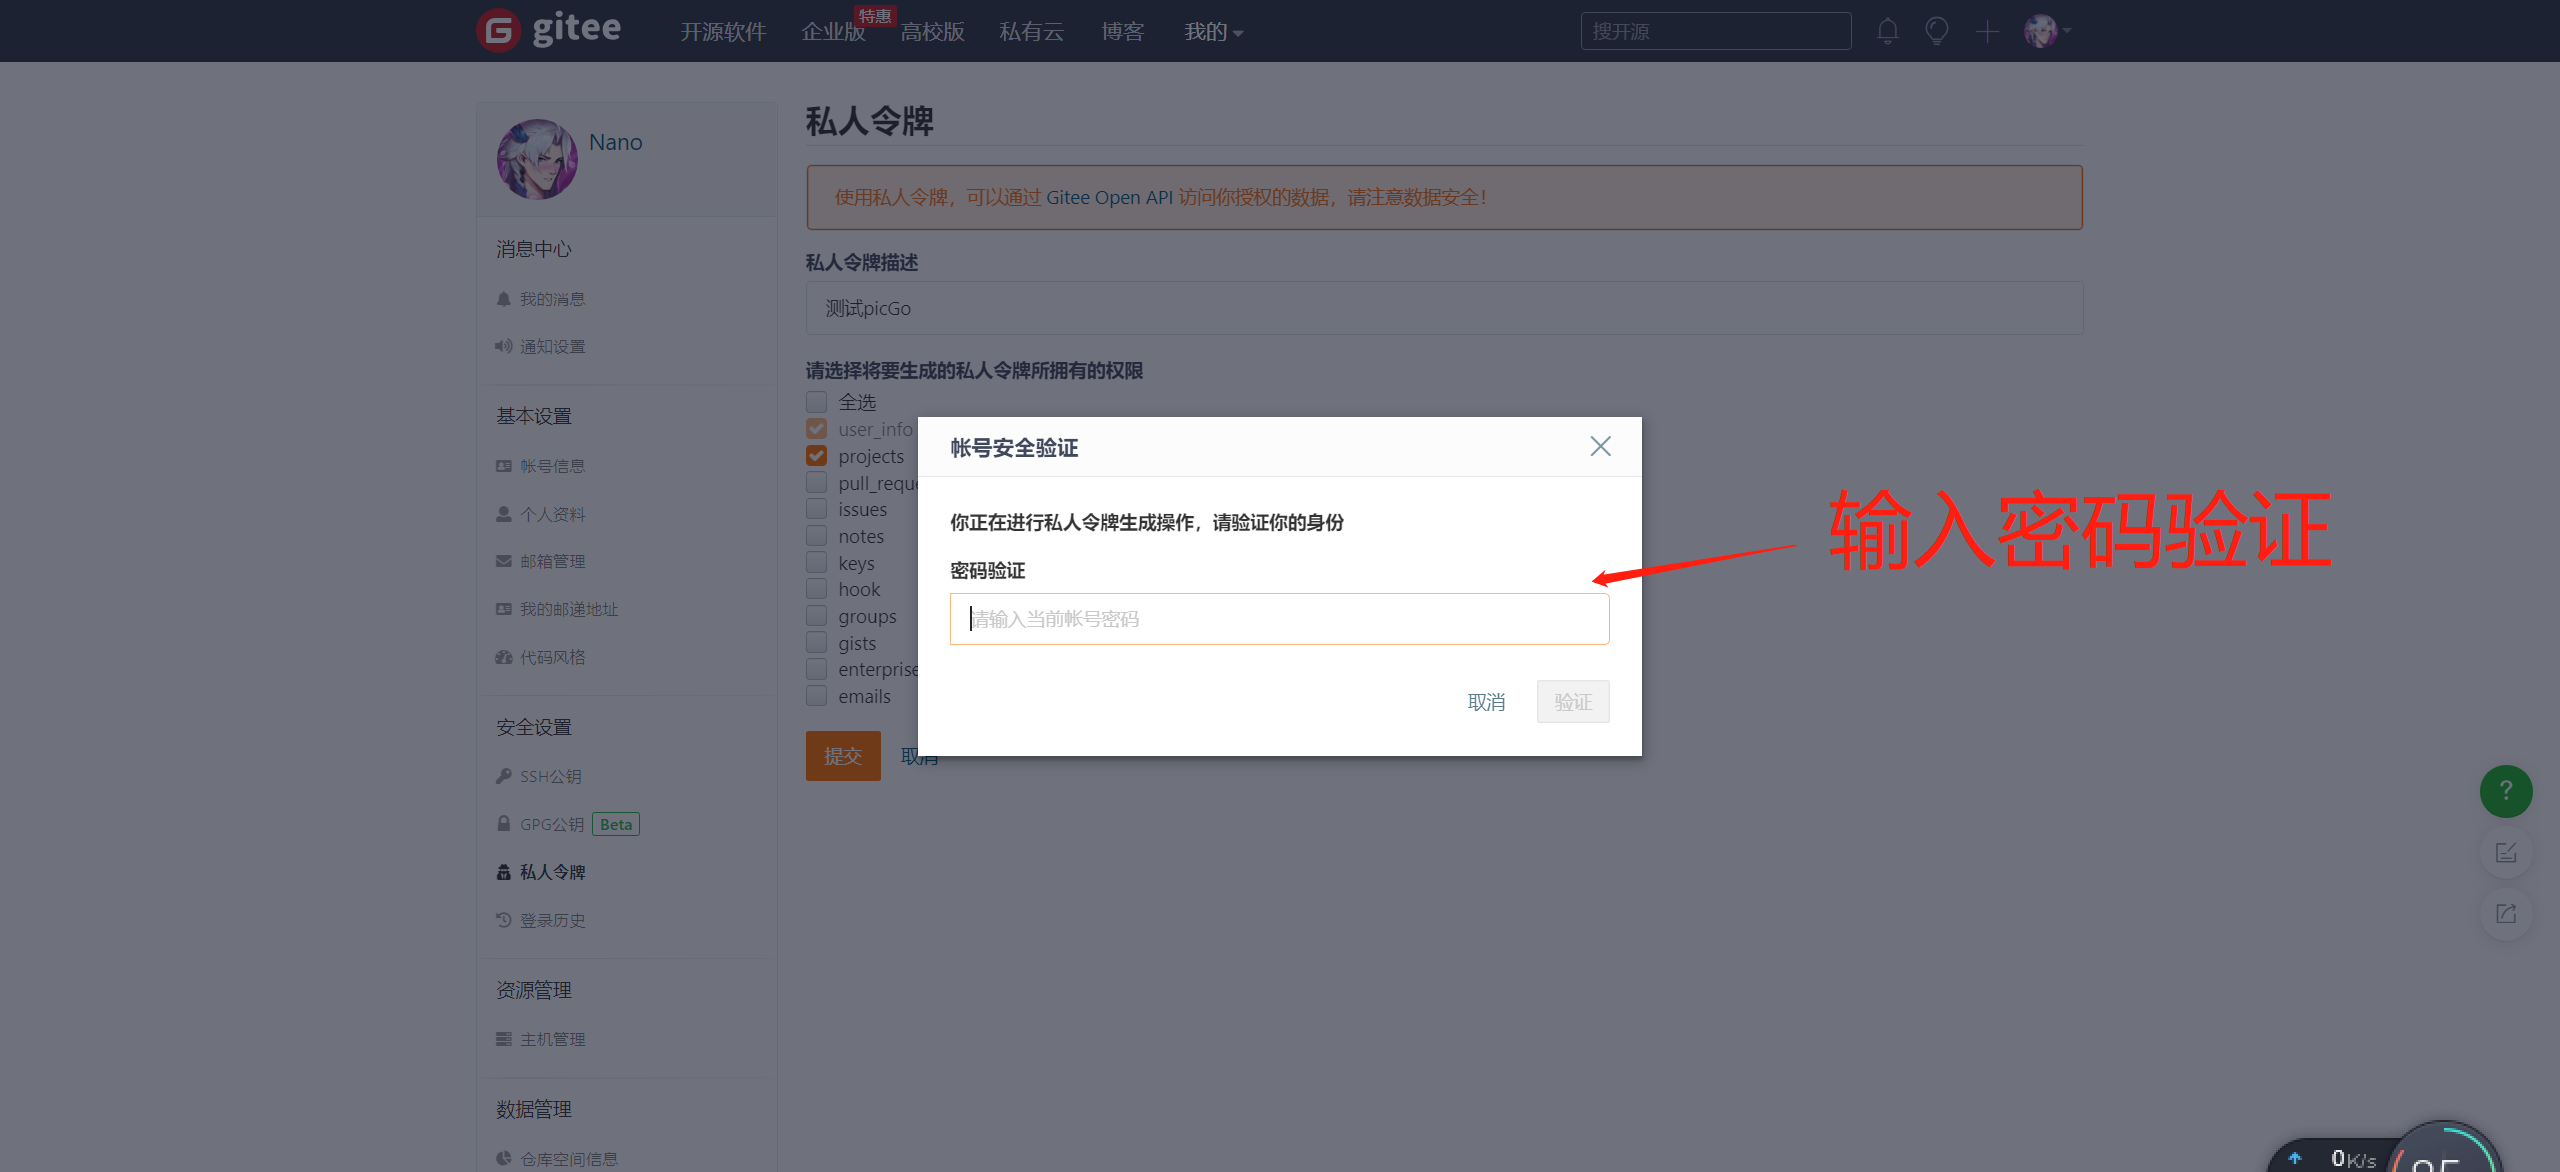 gitee
开源软件
企业版
特惠
高校版
私有云
博客
我的
搜开源
Nano
消息中心
我的消息
通知设置
基本设置
帐号信息
个人资料
邮箱管理
我的邮递地址
代码风格
安全设置
SSH公钥
GPG公钥 Beta
私人令牌
登录历史
资源管理
主机管理
数据管理
仓库空间信息
私人令牌
使用私人令牌，可以通过 Gitee Open API 访问你授权的数据，请注意数据安全！
私人令牌描述
测试picGo
请选择将要生成的私人令牌所拥有的权限
全选
user_info
projects
pull_reque
issues
notes
keys
hook
groups
gists
enterprise
emails
提交
取消
帐号安全验证
你正在进行私人令牌生成操作，请验证你的身份
密码验证
请输入当前帐号密码
取消
验证
输入密码验证
?
0K/s